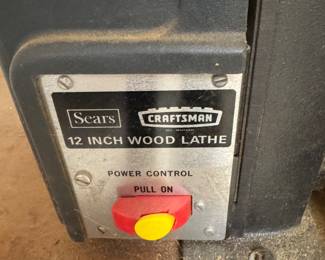 Sears CRAFTSMAN
12 INCH WOOD LATHE
POWER CONTROL
PULL ON